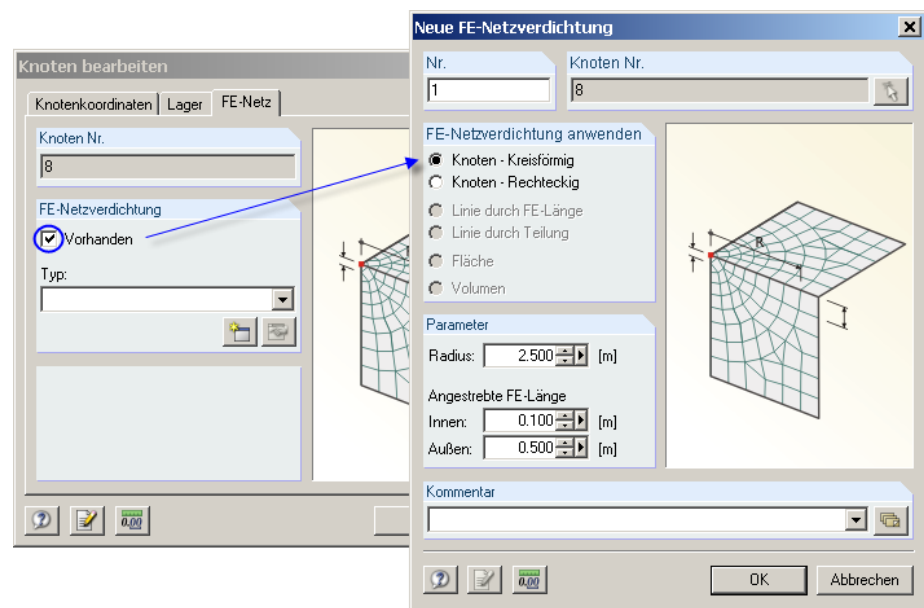 Knoten bearbeiten
Knotenkoordinaten Lager FE-Netz
Knoten Nr.
8
FE-Netzverdichtung
Vorhanden
Typ:
0.00
Neue FE-Netzverdichtung
Nr.
Knoten Nr.
1
8
FE-Netzverdichtung anwenden
Knoten - Kreisförmig
Knoten - Rechteckig
Linie durch FE-Länge
Linie durch Teilung
Fläche
Volumen
R
Parameter
Radius: 2.500 [m]
Angestrebte FE-Länge
Innen: 0.100 [m]
Außen: 0.500 [m]
Kommentar
0.00
OK
Abbrechen